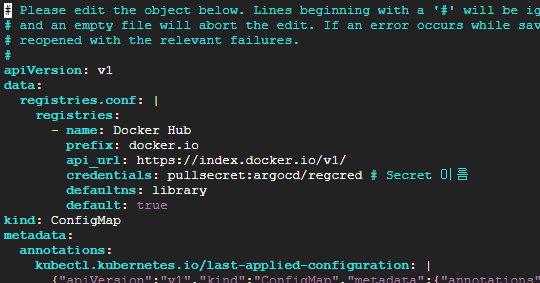 # Please edit the object below. Lines beginning with a '#' will be ig
# and an empty file will abort the edit. If an error occurs while sav
# reopened with the relevant failures.
#
apiVersion: v1
data:
  registries.conf: |
    registries:
      - name: Docker Hub
        prefix: docker.io
        api_url: https://index.docker.io/v1/
        credentials: pullsecret:argocd/regcred # Secret 이름
        defaultns: library
        default: true
kind: ConfigMap
metadata:
  annotations:
    kubectl.kubernetes.io/last-applied-configuration: |
      {"apiVersion":"v1","kind":"ConfigMap","metadata":{"annotations"